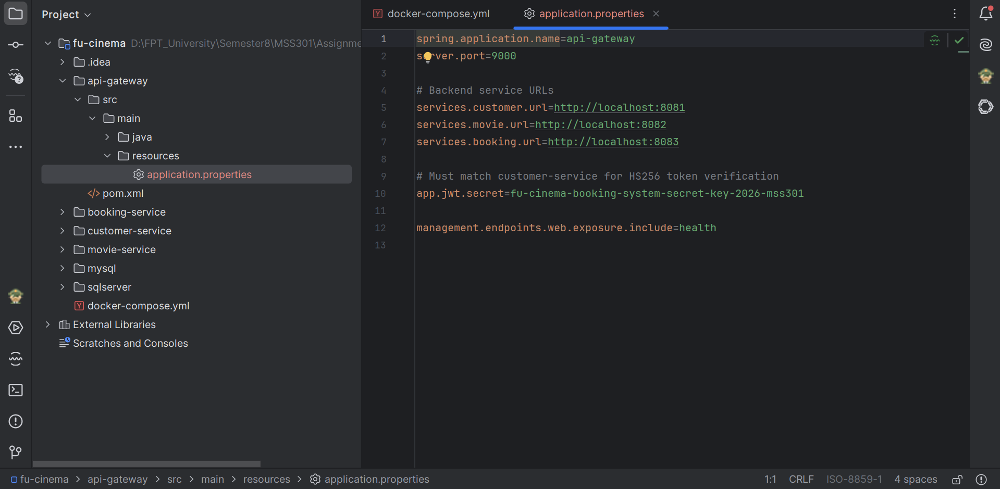 Project
fu-cinema D:\FPT_University\Semester8\MSS301\Assignme
.idea
api-gateway
src
main
java
resources
application.properties
pom.xml
booking-service
customer-service
movie-service
mysql
sqlserver
docker-compose.yml
External Libraries
Scratches and Consoles
docker-compose.yml
application.properties
1 spring.application.name=api-gateway
2 server.port=9000
3
4 # Backend service URLs
5 services.customer.url=http://localhost:8081
6 services.movie.url=http://localhost:8082
7 services.booking.url=http://localhost:8083
8
9 # Must match customer-service for HS256 token verification
10 app.jwt.secret=fu-cinema-booking-system-secret-key-2026-mss301
11
12 management.endpoints.web.exposure.include=health
13
fu-cinema > api-gateway > src > main > resources > application.properties
1:1 CRLF ISO-8859-1 4 spaces